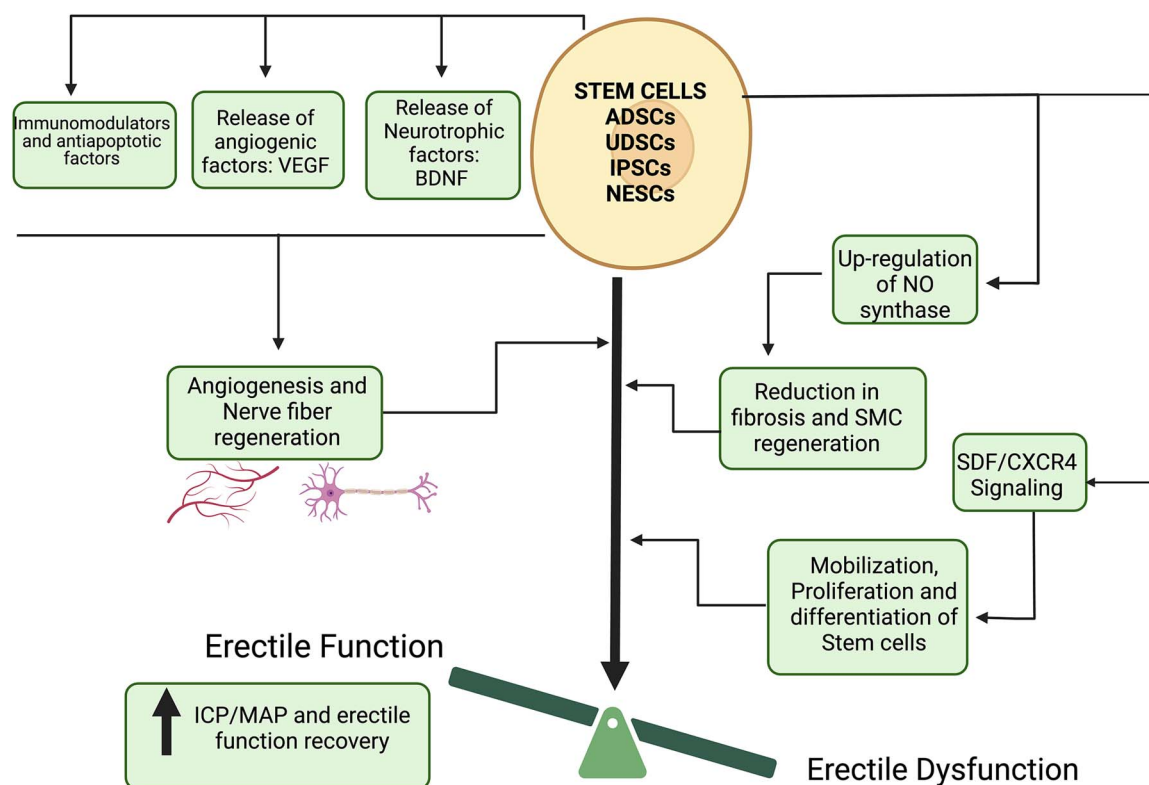 Immunomodulators
and antiapoptotic
factors
Release of
angiogenic
factors: VEGF
Release of
Neurotrophic
factors:
BDNF
STEM CELLS
ADSCs
UDSCs
IPSCs
NESCs
Up-regulation
of NO
synthase
Angiogenesis and
Nerve fiber
regeneration
Reduction in
fibrosis and SMC
regeneration
SDF/CXCR4
Signaling
Mobilization,
Proliferation and
differentiation of
Stem cells
Erectile Function
ICP/MAP and erectile
function recovery
Erectile Dysfunction